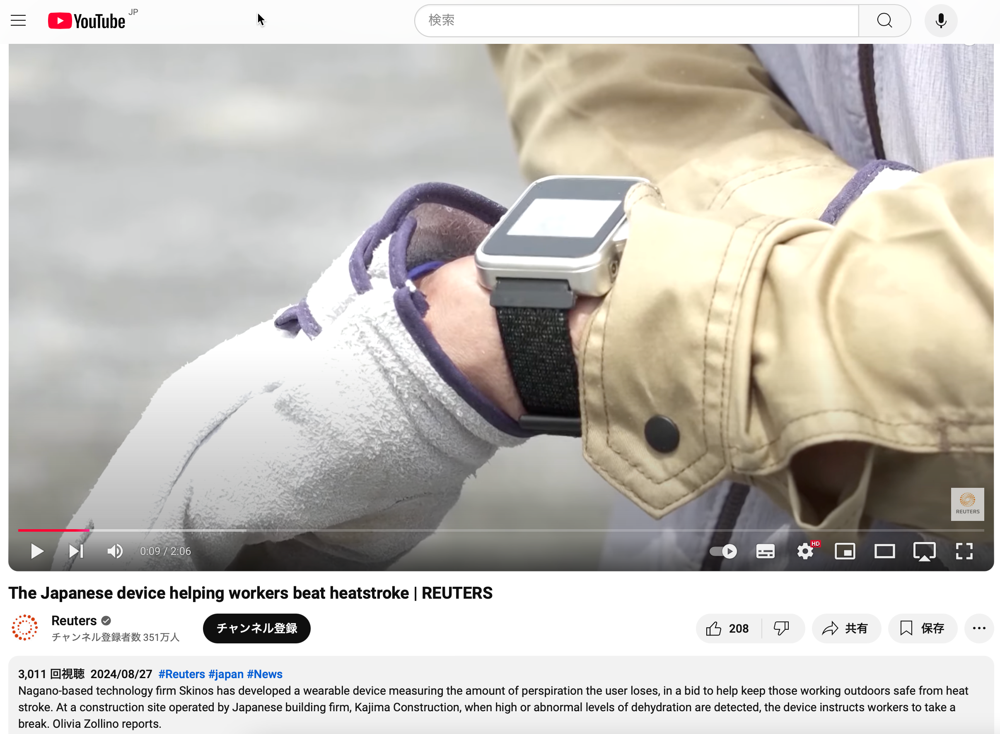 YouTube JP
検索
REUTERS
0:09 / 2:06
HD
The Japanese device helping workers beat heatstroke | REUTERS
Reuters
チャンネル登録者数 351万人
チャンネル登録
208
共有
保存
3,011 回視聴 2024/08/27 #Reuters #japan #News
Nagano-based technology firm Skinos has developed a wearable device measuring the amount of perspiration the user loses, in a bid to help keep those working outdoors safe from heat
stroke. At a construction site operated by Japanese building firm, Kajima Construction, when high or abnormal levels of dehydration are detected, the device instructs workers to take a
break. Olivia Zollino reports.